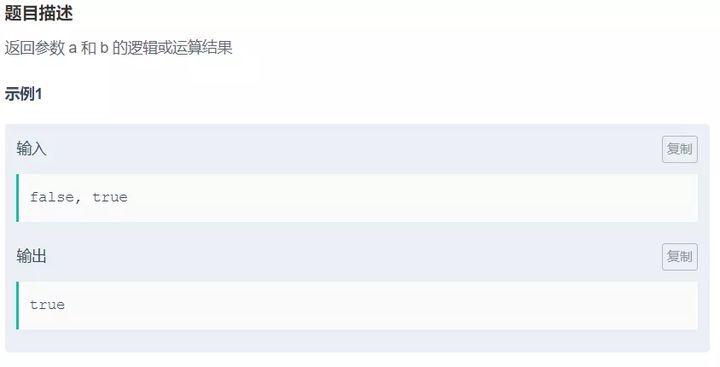 题目描述
返回参数 a 和 b 的逻辑或运算结果
示例1
输入
复制
false, true
输出
复制
true